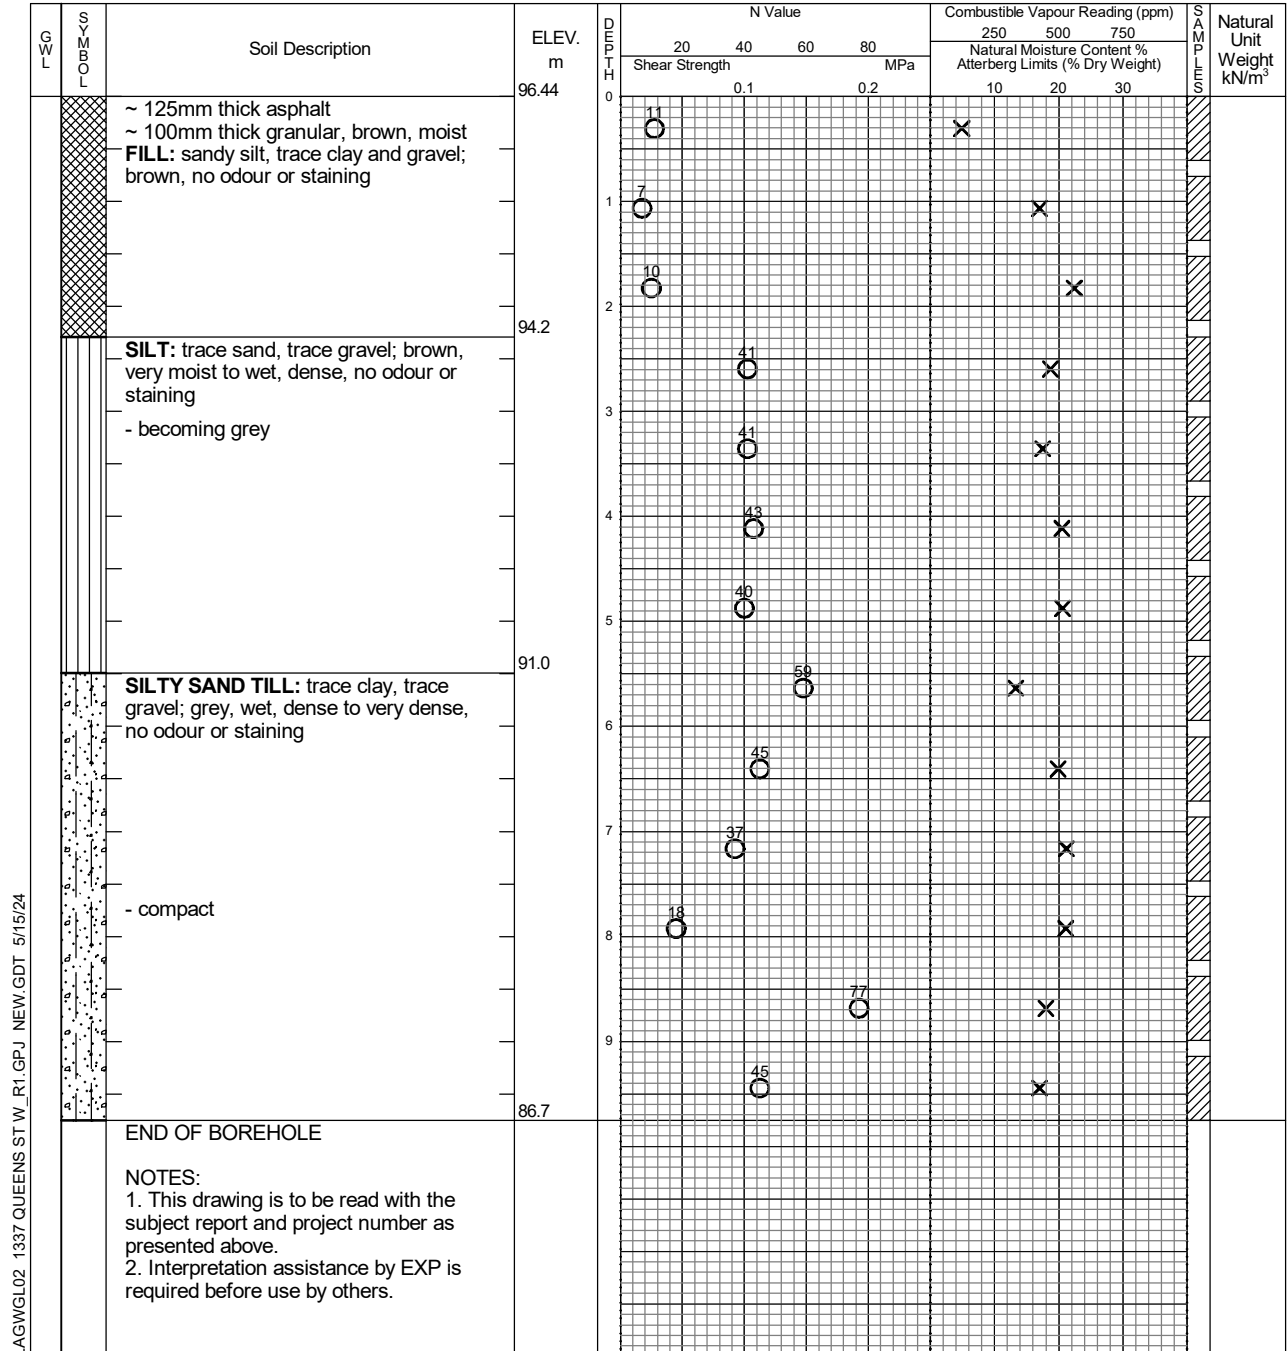 GWL
SYMBOL
Soil Description
ELEV.
m
DEPTH
N Value
20 40 60 80
Shear Strength MPa
0.1 0.2
Combustible Vapour Reading (ppm)
250 500 750
Natural Moisture Content %
Atterberg Limits (% Dry Weight)
10 20 30
SAMPLES
Natural
Unit
Weight
kN/m³
96.44
0
~ 125mm thick asphalt
~ 100mm thick granular, brown, moist
FILL: sandy silt, trace clay and gravel;
brown, no odour or staining
11
7
1
10
2
94.2
SILT: trace sand, trace gravel; brown,
very moist to wet, dense, no odour or
staining
- becoming grey
41
3
41
43
4
40
5
91.0
SILTY SAND TILL: trace clay, trace
gravel; grey, wet, dense to very dense,
no odour or staining
59
6
45
37
7
- compact
18
8
77
9
45
86.7
END OF BOREHOLE
NOTES:
1. This drawing is to be read with the
subject report and project number as
presented above.
2. Interpretation assistance by EXP is
required before use by others.
AGWGL02 1337 QUEENS ST W_R1.GPJ NEW.GDT 5/15/24